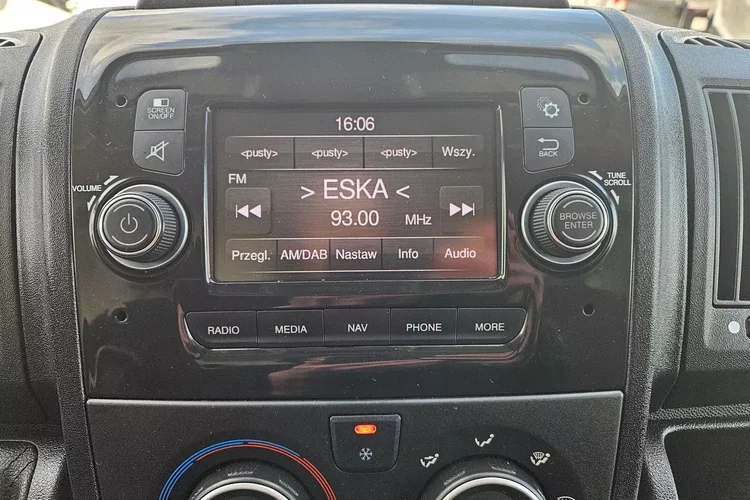 SCREEN
ON/OFF
16:06
BACK
<pusty> <pusty> <pusty> Wszy.
VOLUME
TUNE
SCROLL
FM
> ESKA <
93.00 MHz
BROWSE
ENTER
Przegl. AM/DAB Nastaw Info Audio
RADIO MEDIA NAV PHONE MORE